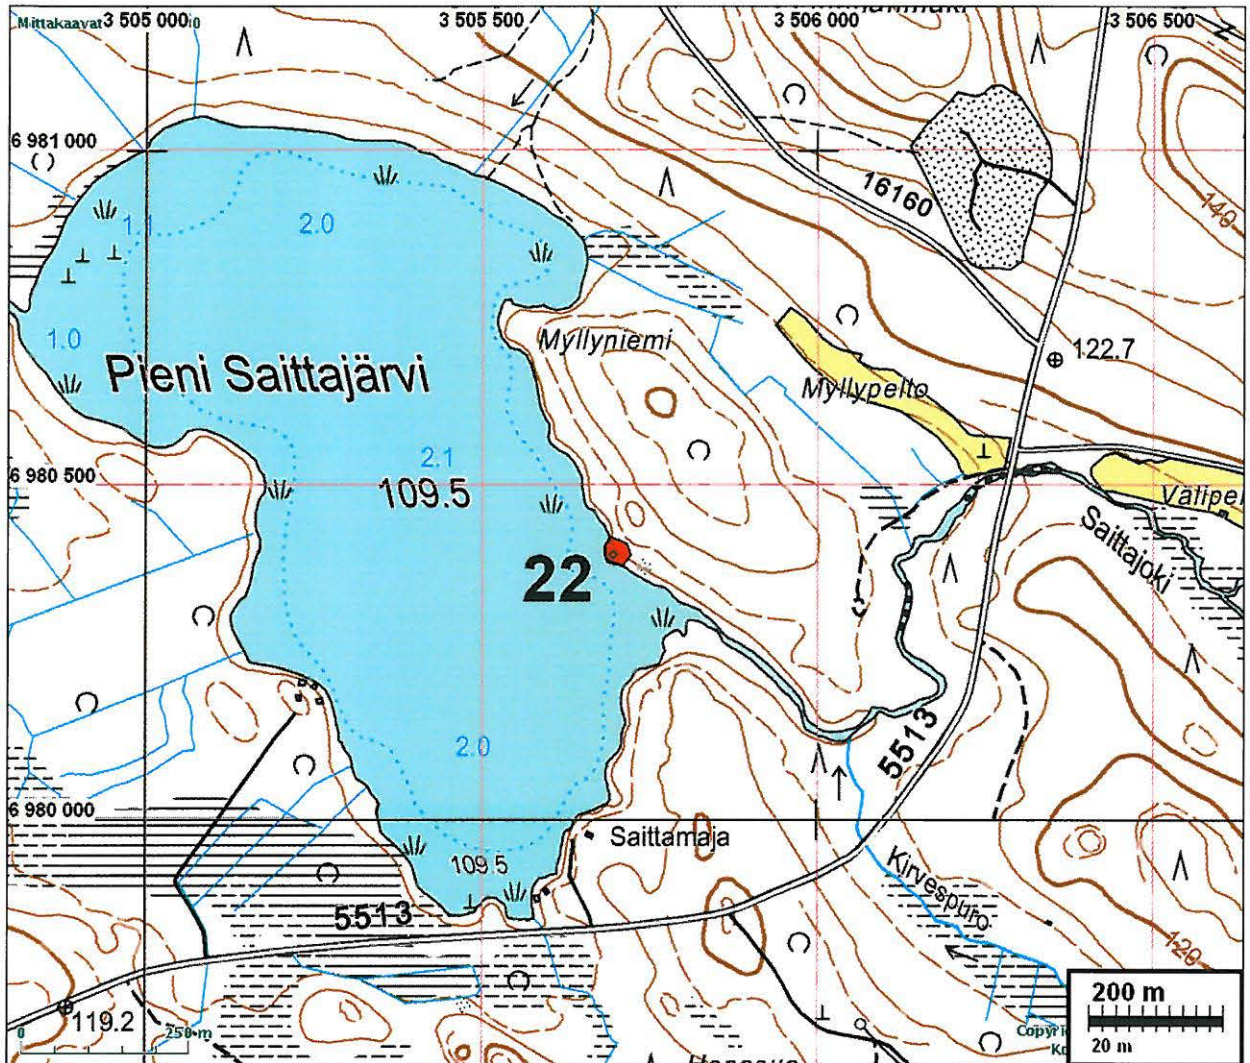 Mittakaavat
3 505 000
3 505 500
3 506 000
3 506 500
6 981 000
16160
140
1.1
2.0
1.0
Pieni Saittajärvi
Myllyniemi
122.7
Myllypelto
2.1
6 980 500
109.5
Välipel
Saittajoki
22
5513
2.0
6 980 000
Saittamaja
109.5
Kirvespuro
5513
120
119.2
0
250 m
200 m
20 m